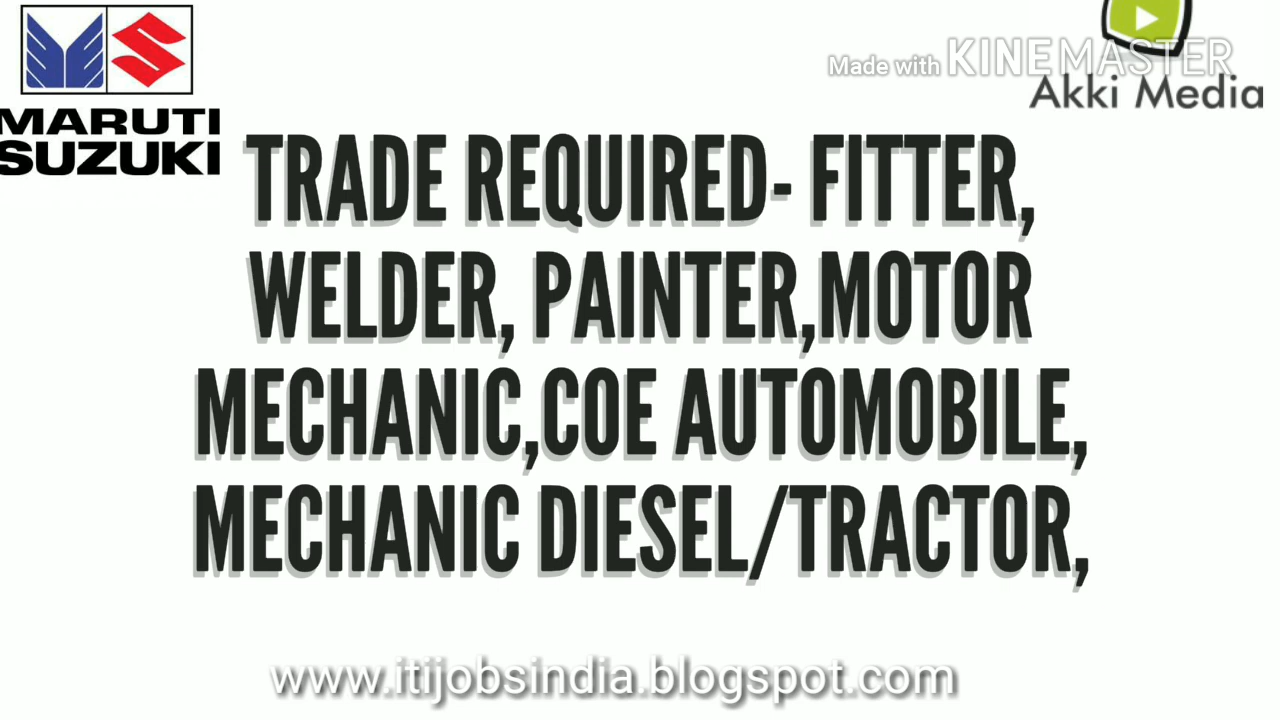 MARUTI
SUZUKI
Made with KINEMASTER
Akki Media
TRADE REQUIRED- FITTER,
WELDER, PAINTER,MOTOR
MECHANIC,COE AUTOMOBILE,
MECHANIC DIESEL/TRACTOR,
www.itijobsindia.blogspot.com